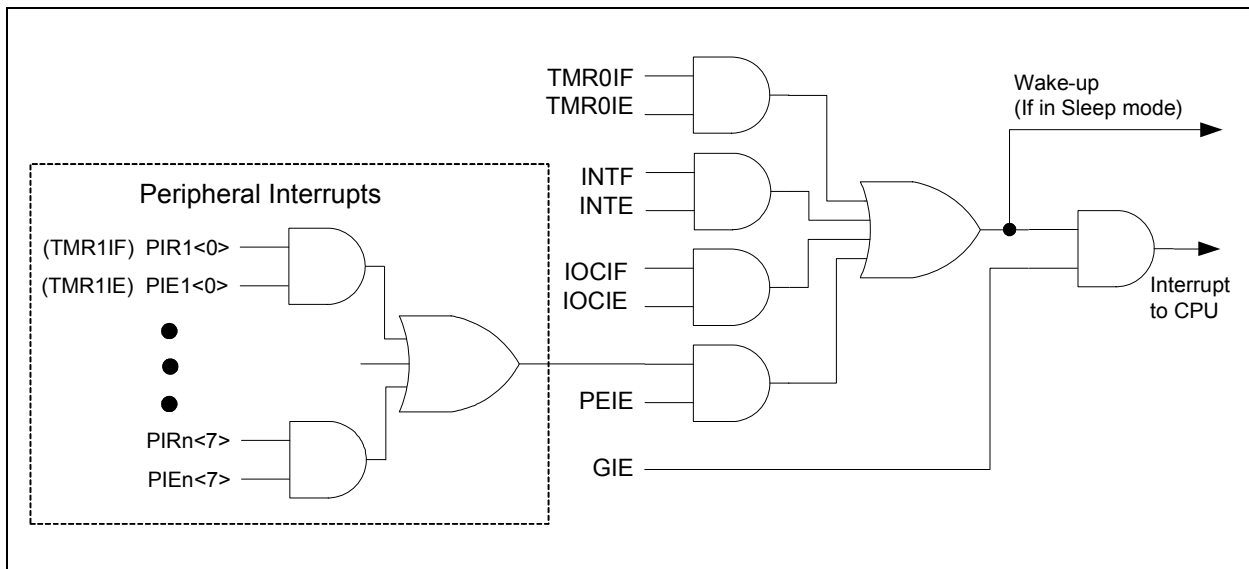 TMR0IF
TMR0IE
Wake-up
(If in Sleep mode)
INTF
INTE
Peripheral Interrupts
(TMR1IF) PIR1<0>
(TMR1IE) PIE1<0>
IOCIF
IOCIE
Interrupt
to CPU
PEIE
PIRn<7>
PIEn<7>
GIE